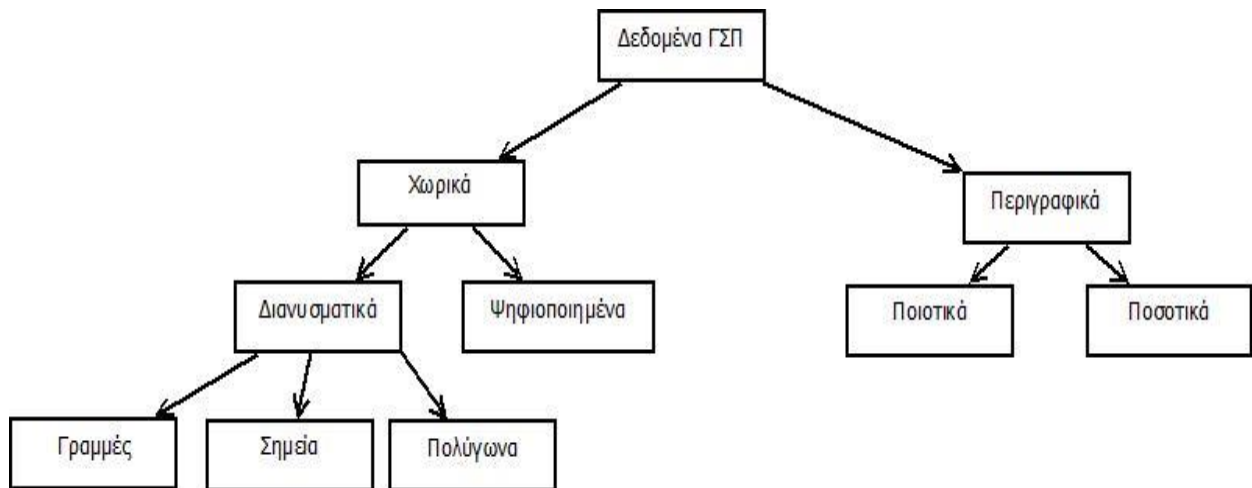 Δεδομένα ΓΣΠ
Χωρικά
Περιγραφικά
Διανυσματικά
Ψηφιοποιημένα
Ποιοτικά
Ποσοτικά
Γραμμές
Σημεία
Πολύγωνα